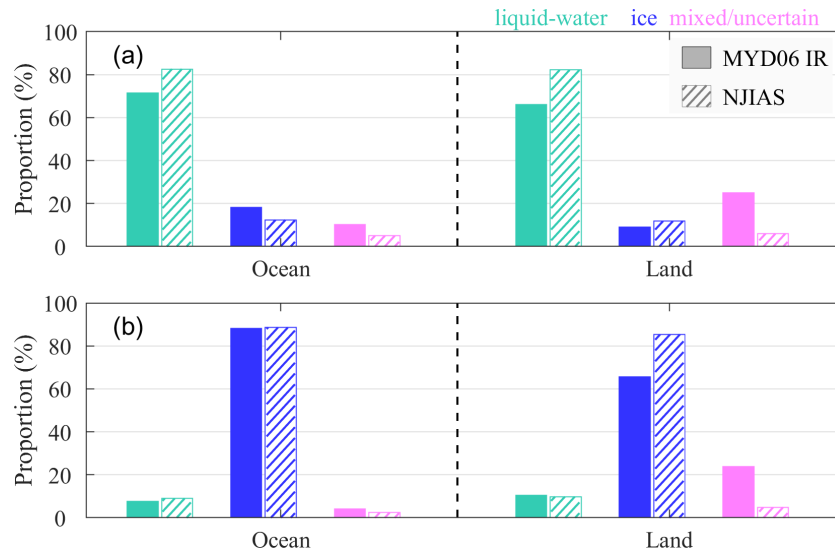 liquid-water ice mixed/uncertain
(a)
MYD06 IR
NJIAS
Proportion (%)
100
80
60
40
20
0
Ocean Land
(b)
Proportion (%)
100
80
60
40
20
0
Ocean Land